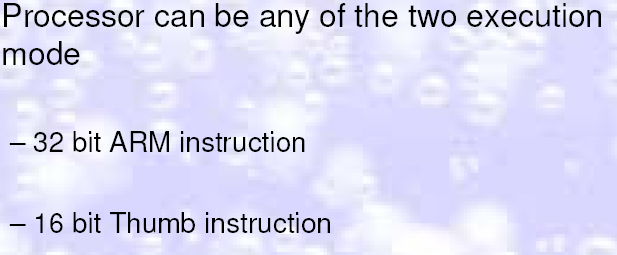 Processor can be any of the two execution
mode
– 32 bit ARM instruction
– 16 bit Thumb instruction